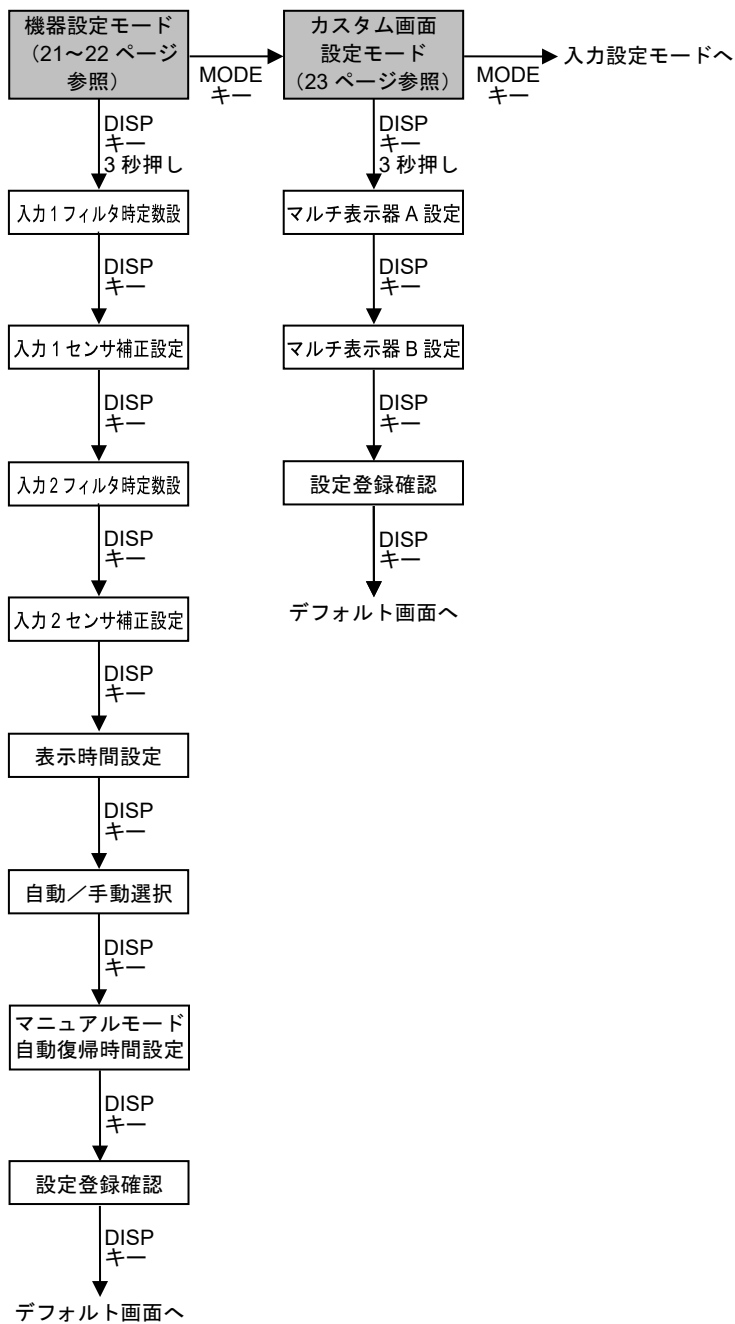 機器設定モード
（21～22 ページ
参照）
MODE
キー
カスタム画面
設定モード
（23 ページ参照）
MODE
キー
入力設定モードへ
DISP
キー
3 秒押し
入力１フィルタ時定数設
DISP
キー
入力１センサ補正設定
DISP
キー
入力２フィルタ時定数設
DISP
キー
入力２センサ補正設定
DISP
キー
表示時間設定
DISP
キー
自動／手動選択
DISP
キー
マニュアルモード
自動復帰時間設定
DISP
キー
設定登録確認
DISP
キー
デフォルト画面へ
DISP
キー
3 秒押し
マルチ表示器 A 設定
DISP
キー
マルチ表示器 B 設定
DISP
キー
設定登録確認
DISP
キー
デフォルト画面へ